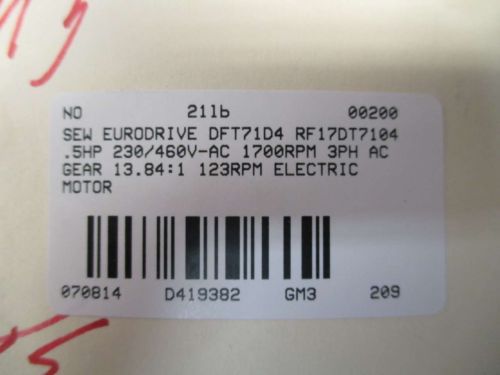 NO 21lb 00200
SEW EURODRIVE DFT71D4 RF17DT7104
.5HP 230/460V-AC 1700RPM 3PH AC
GEAR 13.84:1 123RPM ELECTRIC
MOTOR
070814 D419382 GM3 209